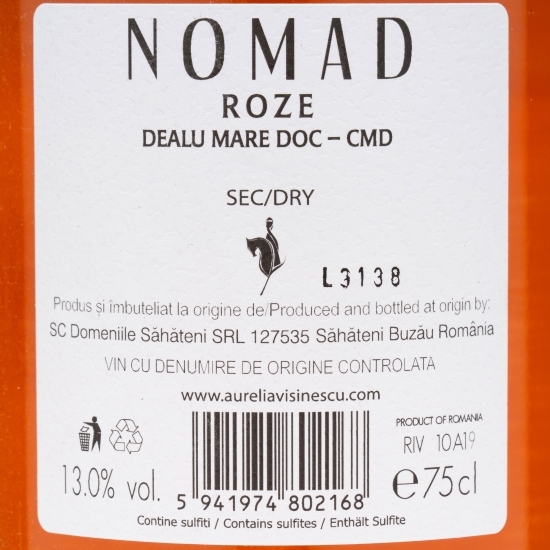 NOMAD
ROZE
DEALU MARE DOC – CMD
SEC/DRY
L3138
Produs și îmbuteliat la origine de/Produced and bottled at origin by:
SC Domeniile Săhăteni SRL 127535 Săhăteni Buzău România
VIN CU DENUMIRE DE ORIGINE CONTROLATA
www.aureliavisinescu.com
PRODUCT OF ROMANIA
RIV 10A19
13.0% vol.
5 941974 802168
e75cl
Contine sulfiti / Contains sulfites / Enthält Sulfite